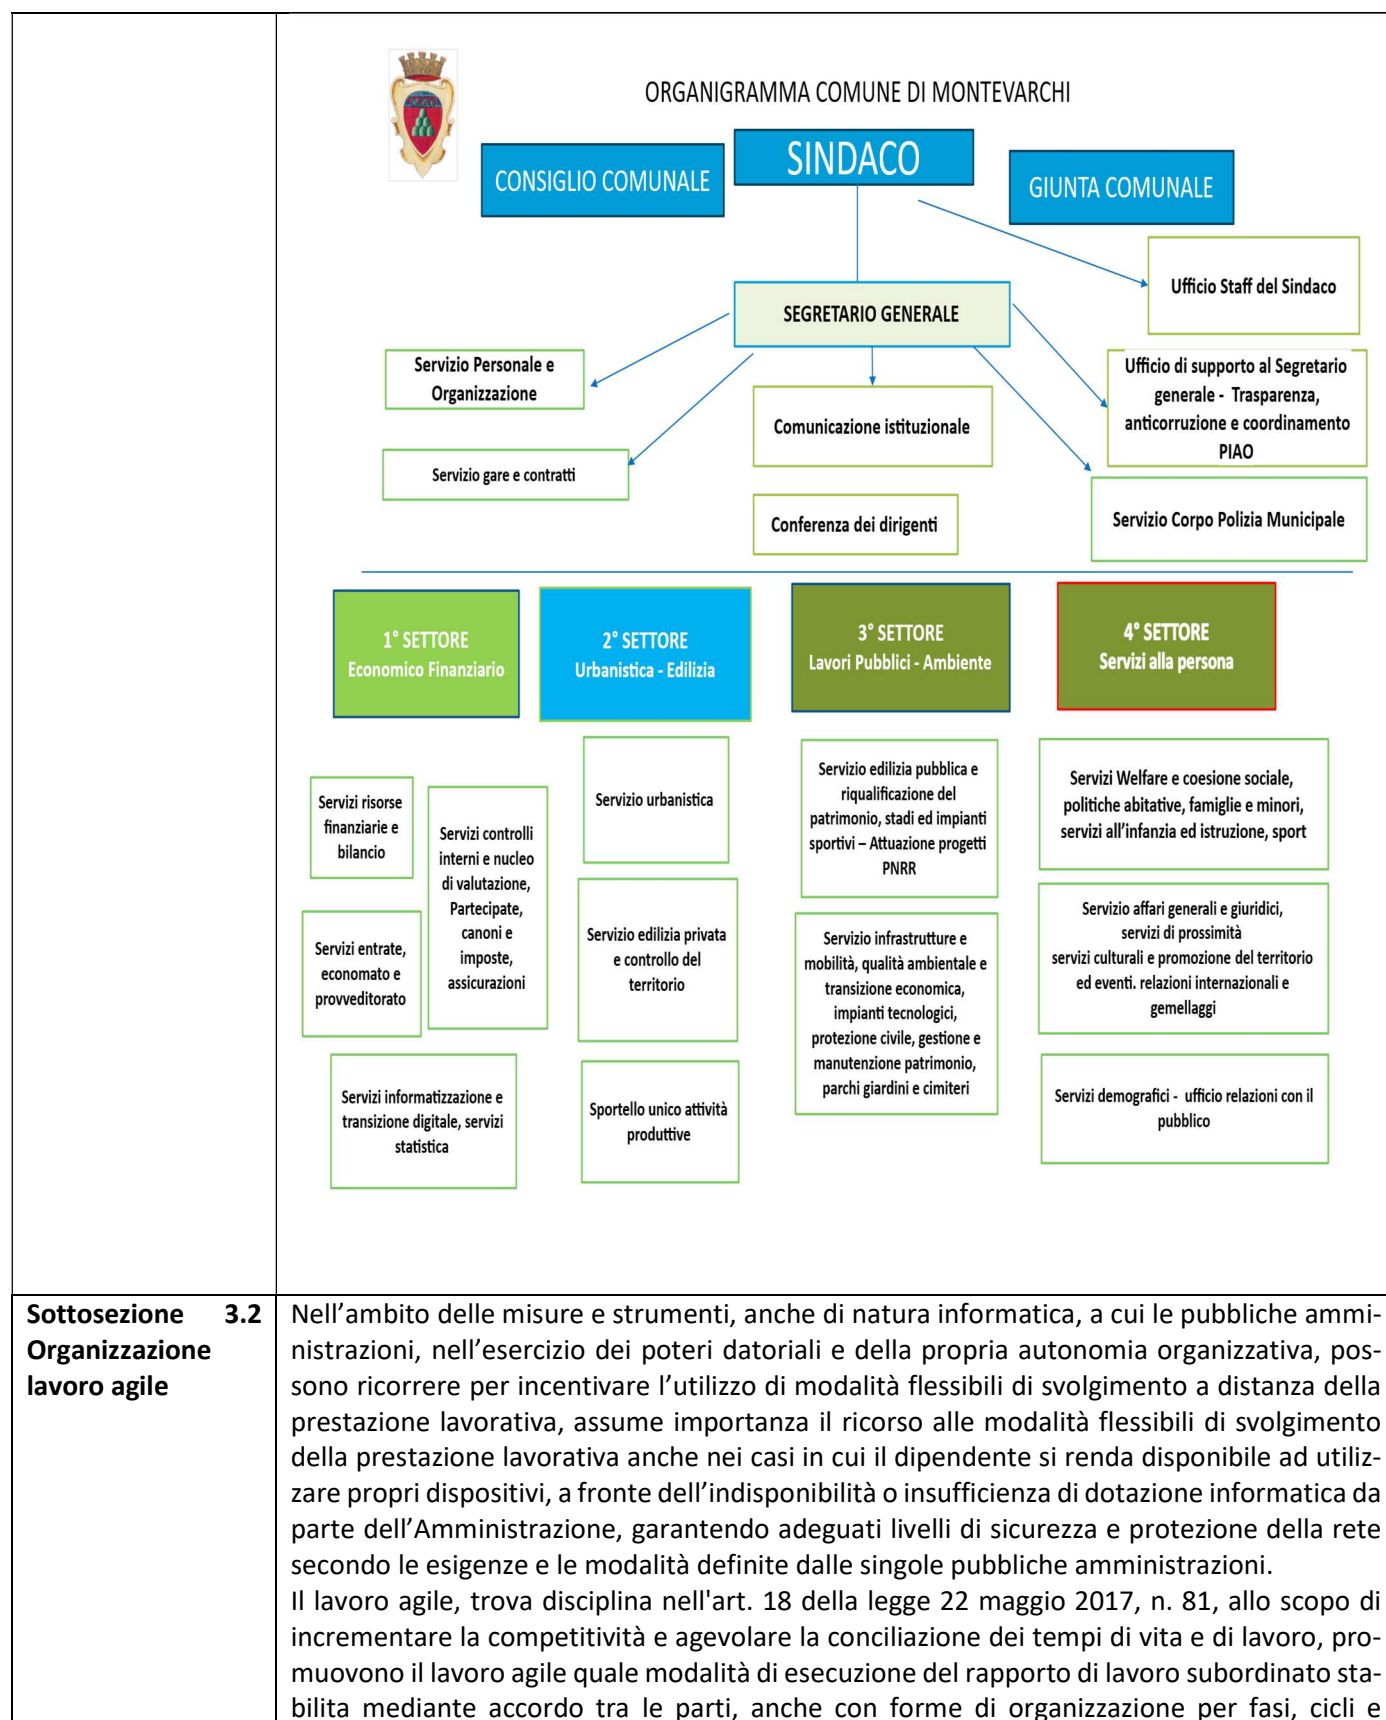 ORGANIGRAMMA COMUNE DI MONTEVARCHI
CONSIGLIO COMUNALE
SINDACO
GIUNTA COMUNALE
Ufficio Staff del Sindaco
SEGRETARIO GENERALE
Servizio Personale e
Organizzazione
Servizio gare e contratti
Comunicazione istituzionale
Conferenza dei dirigenti
Ufficio di supporto al Segretario
generale - Trasparenza,
anticorruzione e coordinamento
PIAO
Servizio Corpo Polizia Municipale
1° SETTORE
Economico Finanziario
2° SETTORE
Urbanistica - Edilizia
3° SETTORE
Lavori Pubblici - Ambiente
4° SETTORE
Servizi alla persona
Servizi risorse
finanziarie e
bilancio
Servizi controlli
interni e nucleo
di valutazione,
Partecipate,
canoni e
imposte,
assicurazioni
Servizi entrate,
economato e
provveditorato
Servizi informatizzazione e
transizione digitale, servizi
statistica
Servizio urbanistica
Servizio edilizia privata
e controllo del
territorio
Sportello unico attività
produttive
Servizio edilizia pubblica e
riqualificazione del
patrimonio, stadi ed impianti
sportivi – Attuazione progetti
PNRR
Servizio infrastrutture e
mobilità, qualità ambientale e
transizione economica,
impianti tecnologici,
protezione civile, gestione e
manutenzione patrimonio,
parchi giardini e cimiteri
Servizi Welfare e coesione sociale,
politiche abitative, famiglie e minori,
servizi all’infanzia ed istruzione, sport
Servizio affari generali e giuridici,
servizi di prossimità
servizi culturali e promozione del territorio
ed eventi. relazioni internazionali e
gemellaggi
Servizi demografici - ufficio relazioni con il
pubblico
Sottosezione 3.2
Organizzazione
lavoro agile
Nell’ambito delle misure e strumenti, anche di natura informatica, a cui le pubbliche ammi-
nistrazioni, nell’esercizio dei poteri datoriali e della propria autonomia organizzativa, pos-
sono ricorrere per incentivare l’utilizzo di modalità flessibili di svolgimento a distanza della
prestazione lavorativa, assume importanza il ricorso alle modalità flessibili di svolgimento
della prestazione lavorativa anche nei casi in cui il dipendente si renda disponibile ad utiliz-
zare propri dispositivi, a fronte dell’indisponibilità o insufficienza di dotazione informatica da
parte dell’Amministrazione, garantendo adeguati livelli di sicurezza e protezione della rete
secondo le esigenze e le modalità definite dalle singole pubbliche amministrazioni.
Il lavoro agile, trova disciplina nell'art. 18 della legge 22 maggio 2017, n. 81, allo scopo di
incrementare la competitività e agevolare la conciliazione dei tempi di vita e di lavoro, pro-
muovono il lavoro agile quale modalità di esecuzione del rapporto di lavoro subordinato sta-
bilita mediante accordo tra le parti, anche con forme di organizzazione per fasi, cicli e